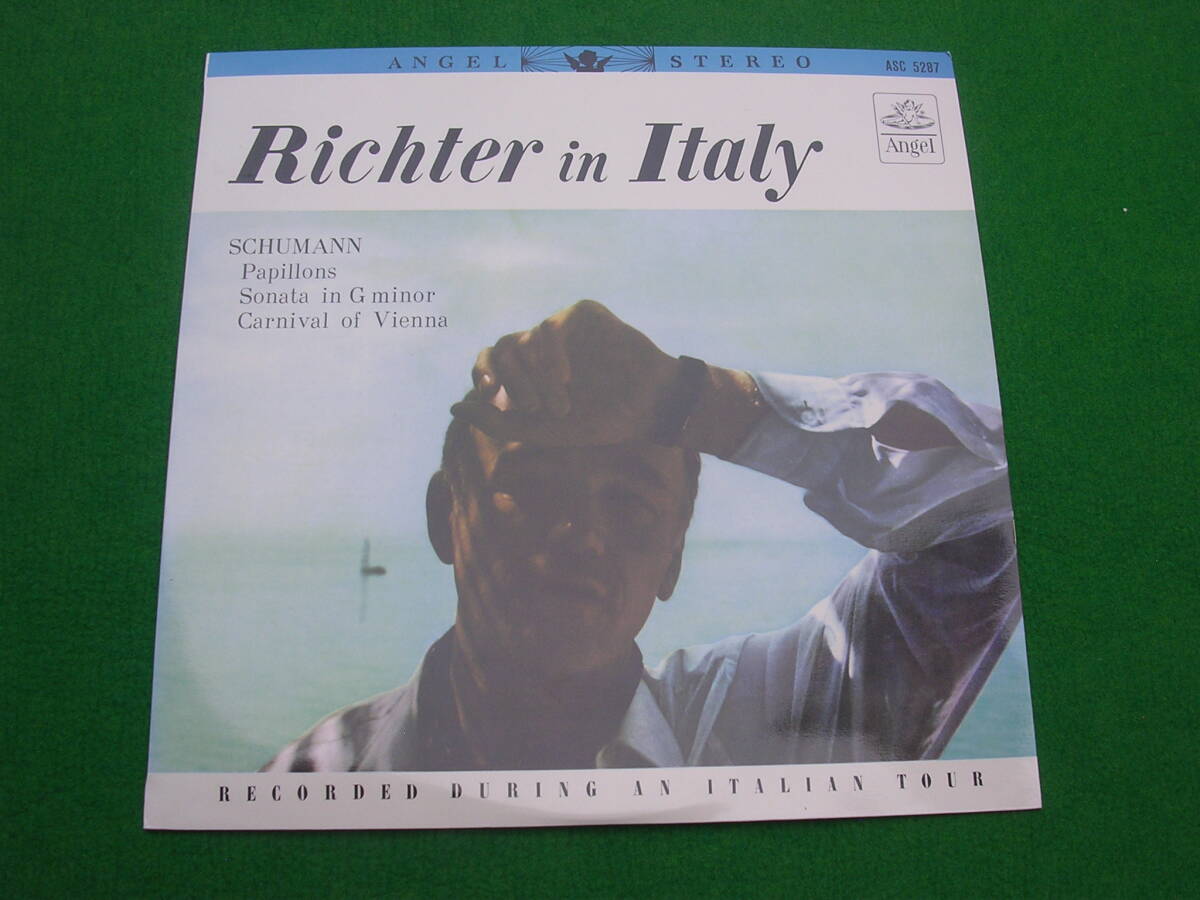 ANGEL STEREO ASC 5287
Angel
Richter in Italy
SCHUMANN
Papillons
Sonata in G minor
Carnival of Vienna
RECORDED DURING AN ITALIAN TOUR